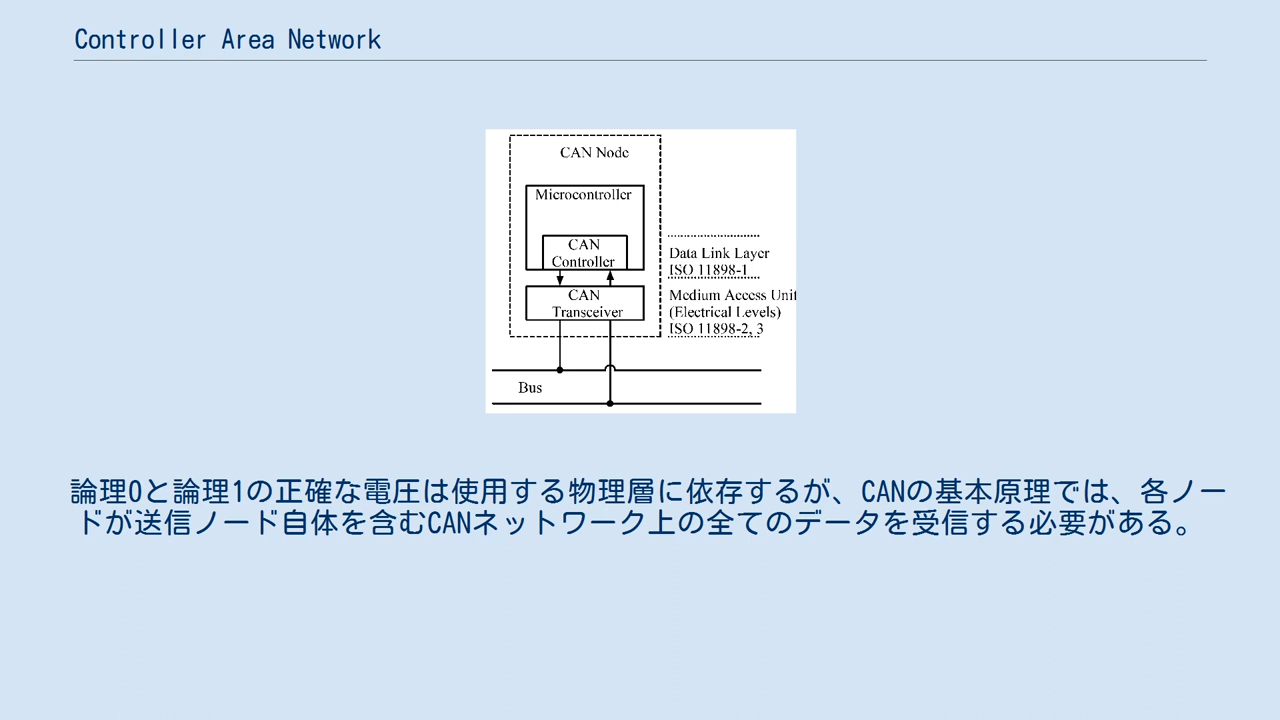 Controller Area Network
CAN Node
Microcontroller
CAN
Controller
Data Link Layer
ISO 11898-1
CAN
Transceiver
Medium Access Unit
(Electrical Levels)
ISO 11898-2, 3
Bus
論理0と論理1の正確な電圧は使用する物理層に依存するが、CANの基本原理では、各ノー
ドが送信ノード自体を含むCANネットワーク上の全てのデータを受信する必要がある。